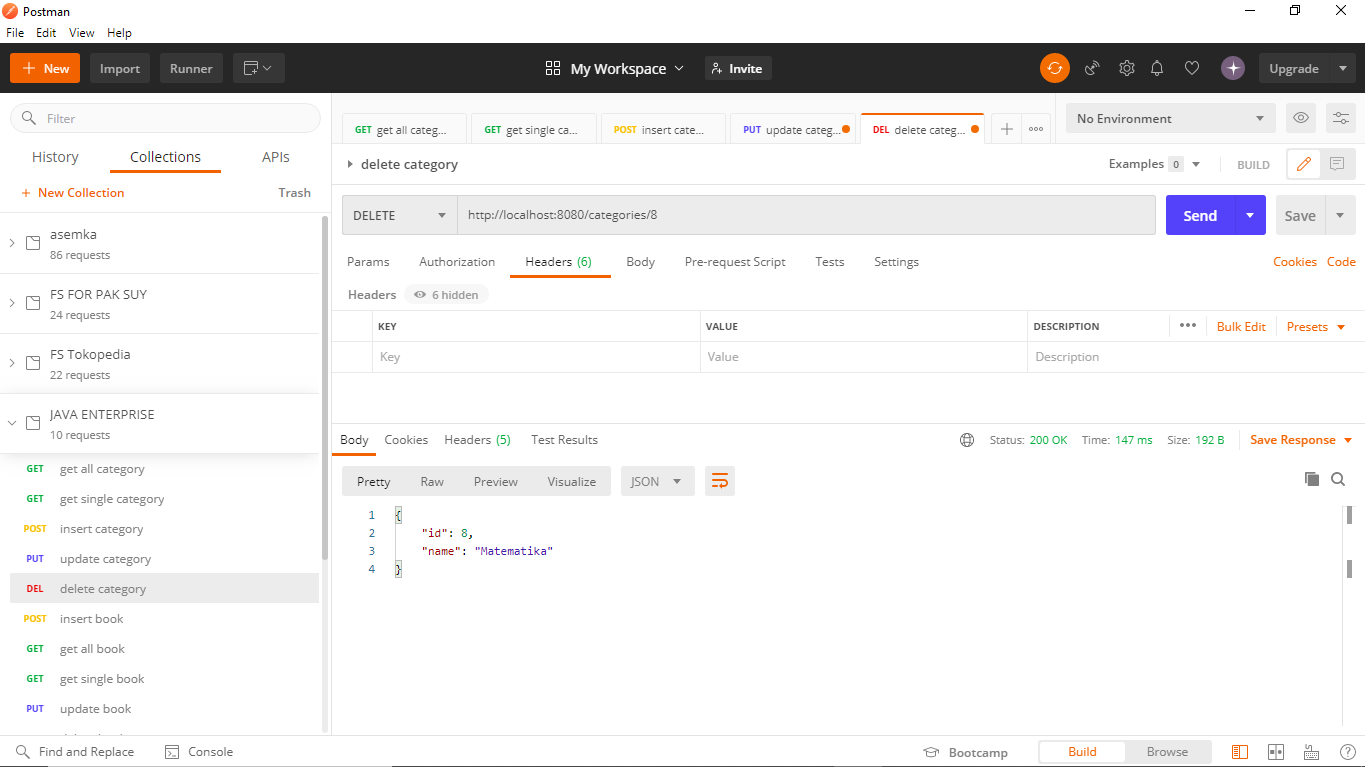 Postman
File Edit View Help
New Import Runner My Workspace Invite Upgrade
Filter
History Collections APIs
New Collection Trash
asemka
86 requests
FS FOR PAK SUY
24 requests
FS Tokopedia
22 requests
JAVA ENTERPRISE
10 requests
GET get all category
GET get single category
POST insert category
PUT update category
DEL delete category
POST insert book
GET get all book
GET get single book
PUT update book
GET get all categ... GET get single ca... POST insert cate... PUT update categ... DEL delete categ... No Environment
delete category Examples 0 BUILD
DELETE http://localhost:8080/categories/8 Send Save
Params Authorization Headers (6) Body Pre-request Script Tests Settings Cookies Code
Headers 6 hidden
KEY VALUE DESCRIPTION Bulk Edit Presets
Key Value Description
Body Cookies Headers (5) Test Results Status: 200 OK Time: 147 ms Size: 192 B Save Response
Pretty Raw Preview Visualize JSON
1 {
2 "id": 8,
3 "name": "Matematika"
4 }
Find and Replace Console Bootcamp Build Browse